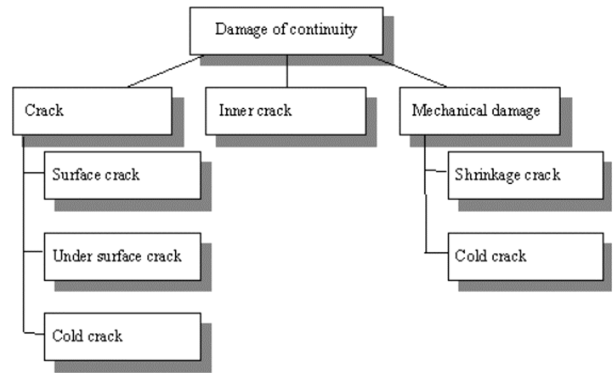 Damage of continuity
Crack
Inner crack
Mechanical damage
Surface crack
Shrinkage crack
Under surface crack
Cold crack
Cold crack